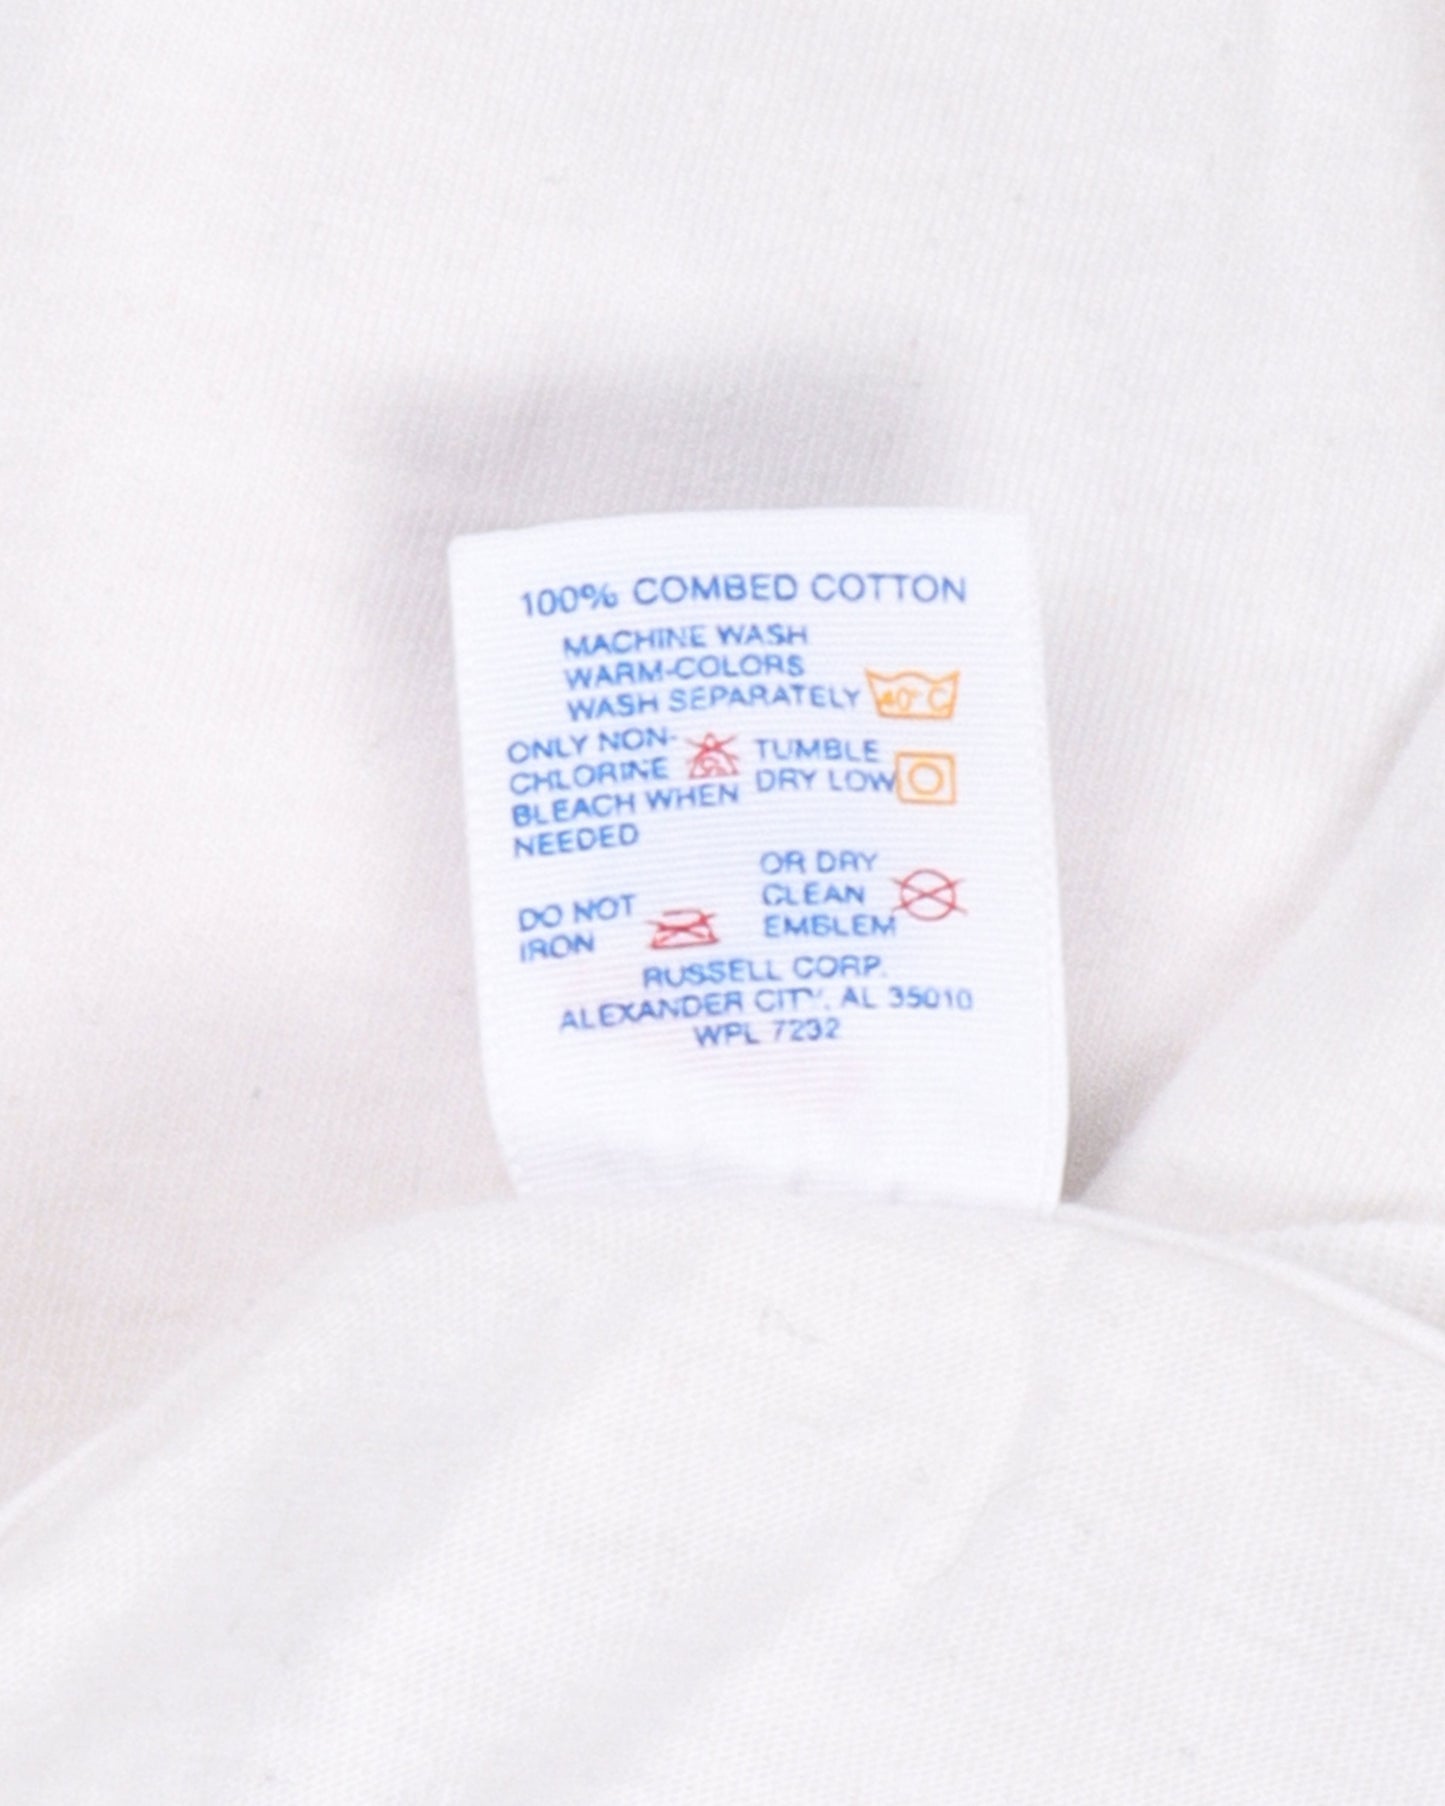 100% COMBED COTTON
MACHINE WASH
WARM-COLORS
WASH SEPARATELY 40°C
ONLY NON-
CHLORINE
BLEACH WHEN
NEEDED
TUMBLE
DRY LOW
DO NOT
IRON
OR DRY
CLEAN
EMBLEM
RUSSELL CORP.
ALEXANDER CITY, AL 35010
WPL 7232